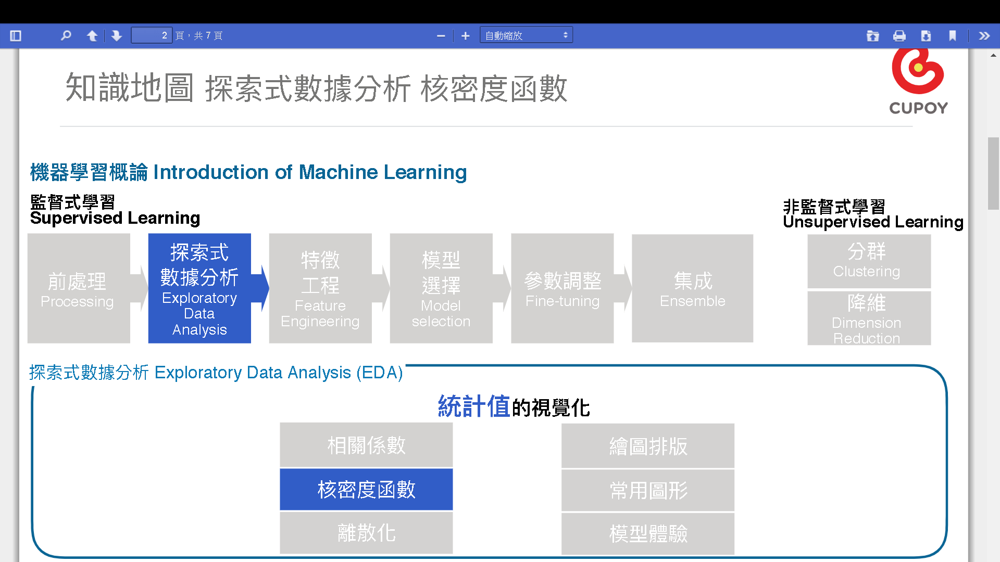 2 頁，共 7 頁
自動縮放
知識地圖 探索式數據分析 核密度函數
CUPOY
機器學習概論 Introduction of Machine Learning
監督式學習
Supervised Learning
非監督式學習
Unsupervised Learning
前處理
Processing
探索式
數據分析
Exploratory
Data
Analysis
特徵
工程
Feature
Engineering
模型
選擇
Model
selection
參數調整
Fine-tuning
集成
Ensemble
分群
Clustering
降維
Dimension
Reduction
探索式數據分析 Exploratory Data Analysis (EDA)
統計值的視覺化
相關係數
核密度函數
離散化
繪圖排版
常用圖形
模型體驗